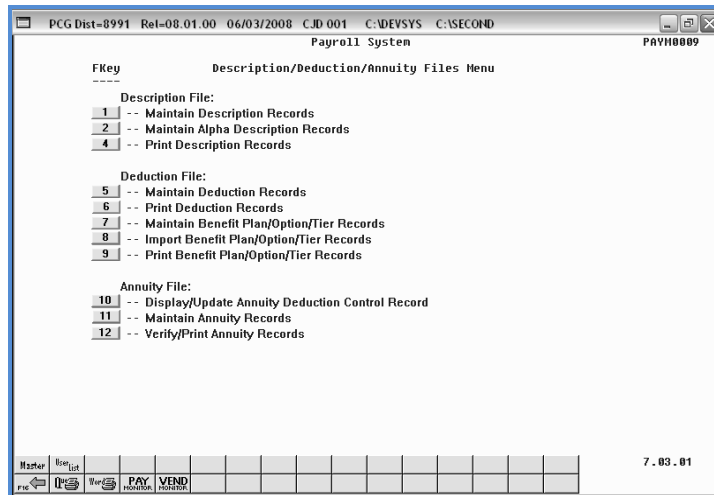 PCG Dist=8991 Rel=08.01.00 06/03/2008 CJD 001 C:\DEVSYS C:\SECOND
Payroll System PAYM0009
FKey Description/Deduction/Annuity Files Menu
----
Description File:
1 -- Maintain Description Records
2 -- Maintain Alpha Description Records
4 -- Print Description Records
Deduction File:
5 -- Maintain Deduction Records
6 -- Print Deduction Records
7 -- Maintain Benefit Plan/Option/Tier Records
8 -- Import Benefit Plan/Option/Tier Records
9 -- Print Benefit Plan/Option/Tier Records
Annuity File:
10 -- Display/Update Annuity Deduction Control Record
11 -- Maintain Annuity Records
12 -- Verify/Print Annuity Records
Master User List 7.03.01
F16 Que Word PAY MONITOR VEND MONITOR